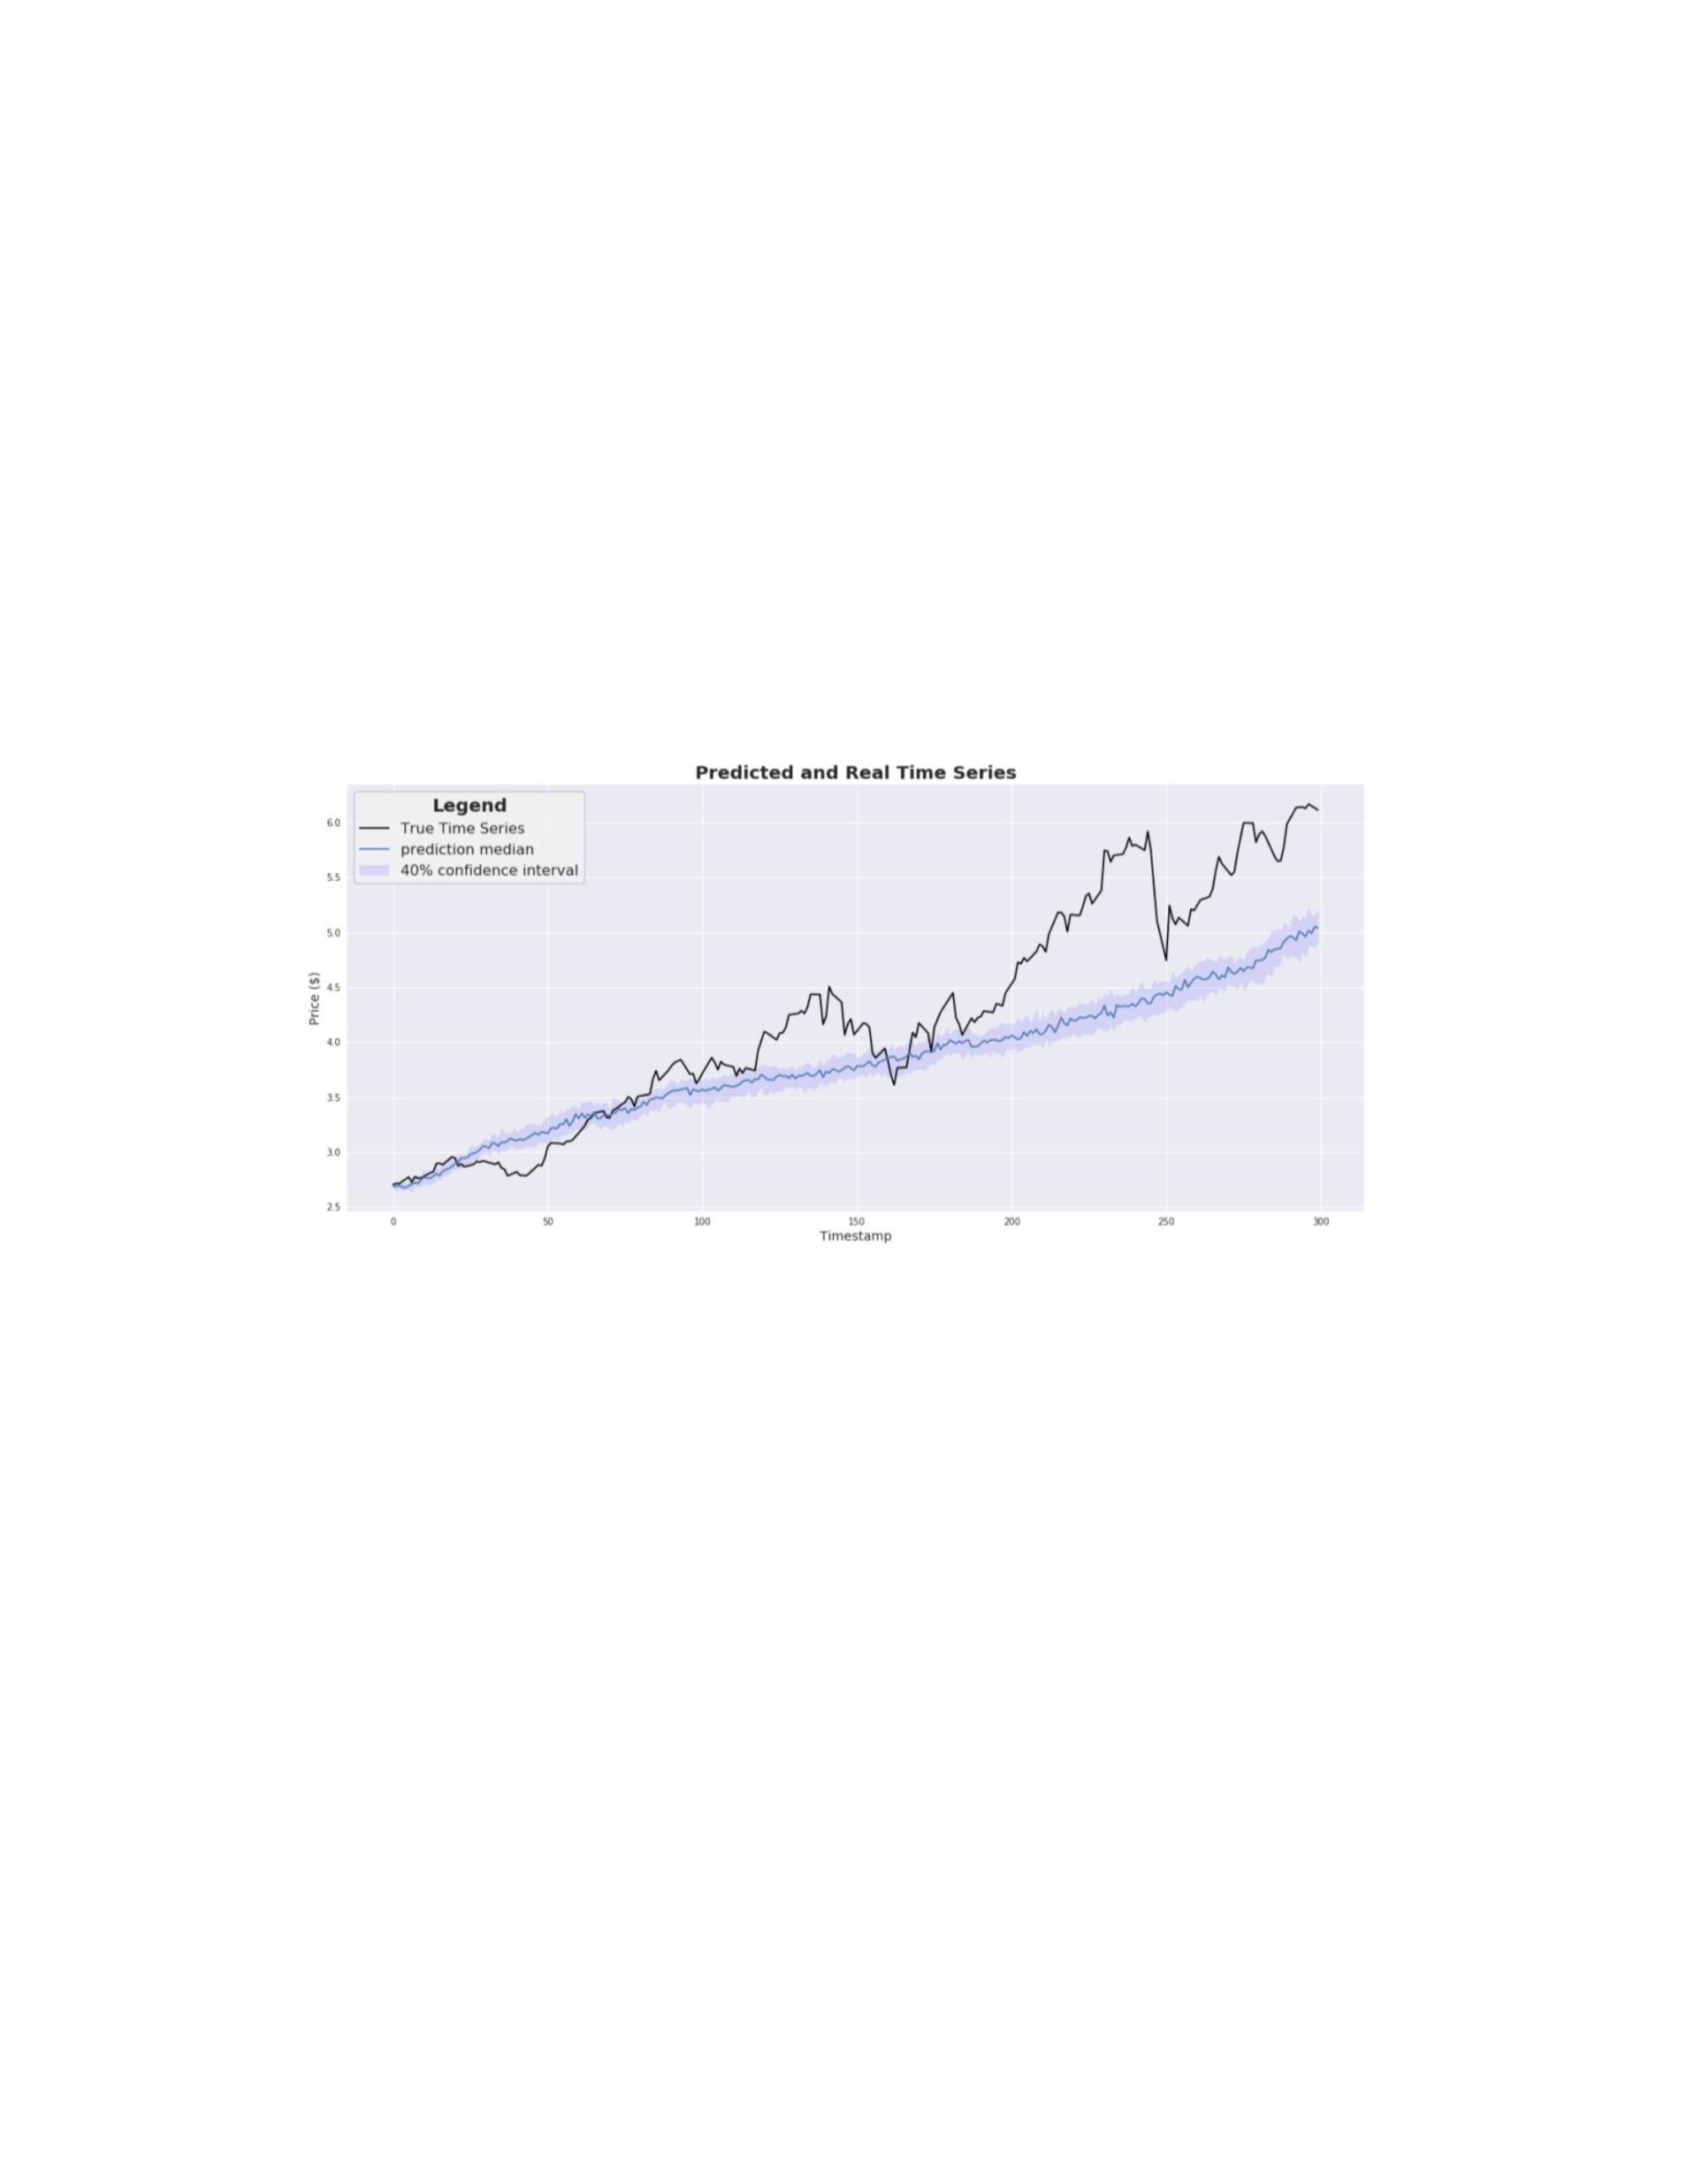 Predicted and Real Time Series
Legend
True Time Series
prediction median
40% confidence interval
6.0
5.5
5.0
4.5
4.0
3.5
3.0
2.5
Price ($)
0 50 100 150 200 250 300
Timestamp